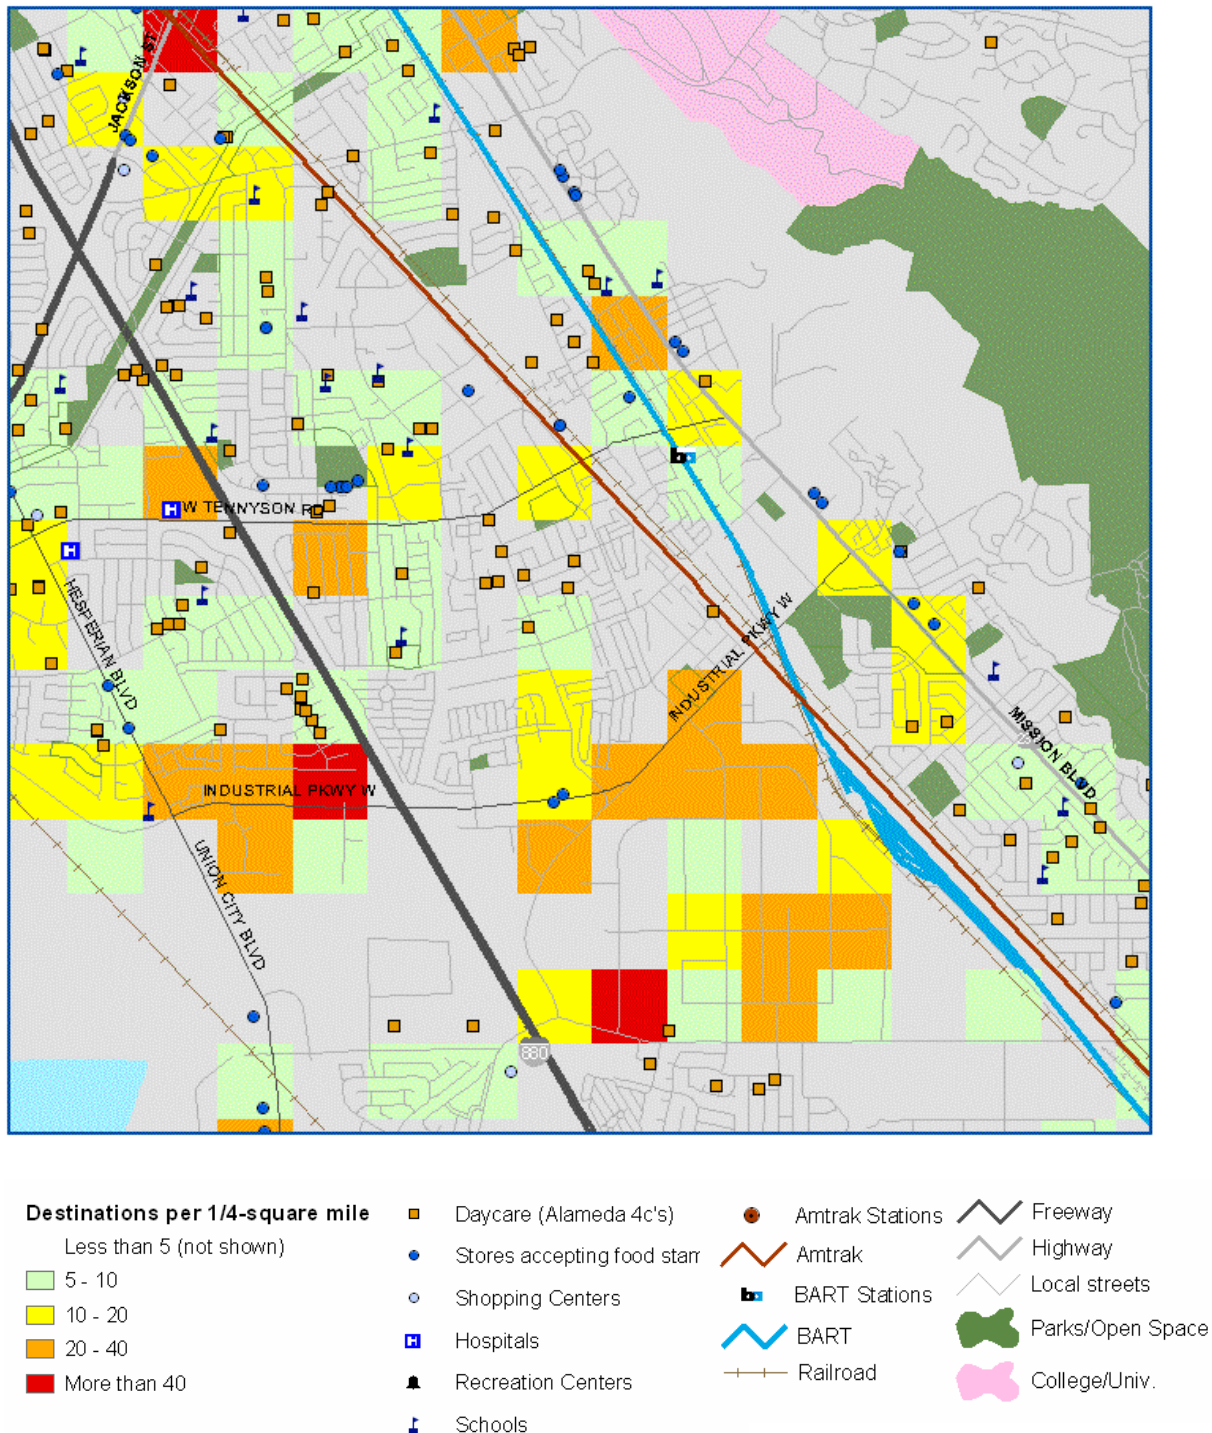 JACKSON ST
W TENNYSON RD
HESPERIAN BLVD
INDUSTRIAL PKWY W
MISSION BLVD
INDUSTRIAL PKWY W
UNION CITY BLVD
880
Destinations per 1/4-square mile
Less than 5 (not shown)
5 - 10
10 - 20
20 - 40
More than 40
Daycare (Alameda 4c's)
Stores accepting food stam
Shopping Centers
H Hospitals
Recreation Centers
Schools
Amtrak Stations
Amtrak
BART Stations
BART
Railroad
Freeway
Highway
Local streets
Parks/Open Space
College/Univ.